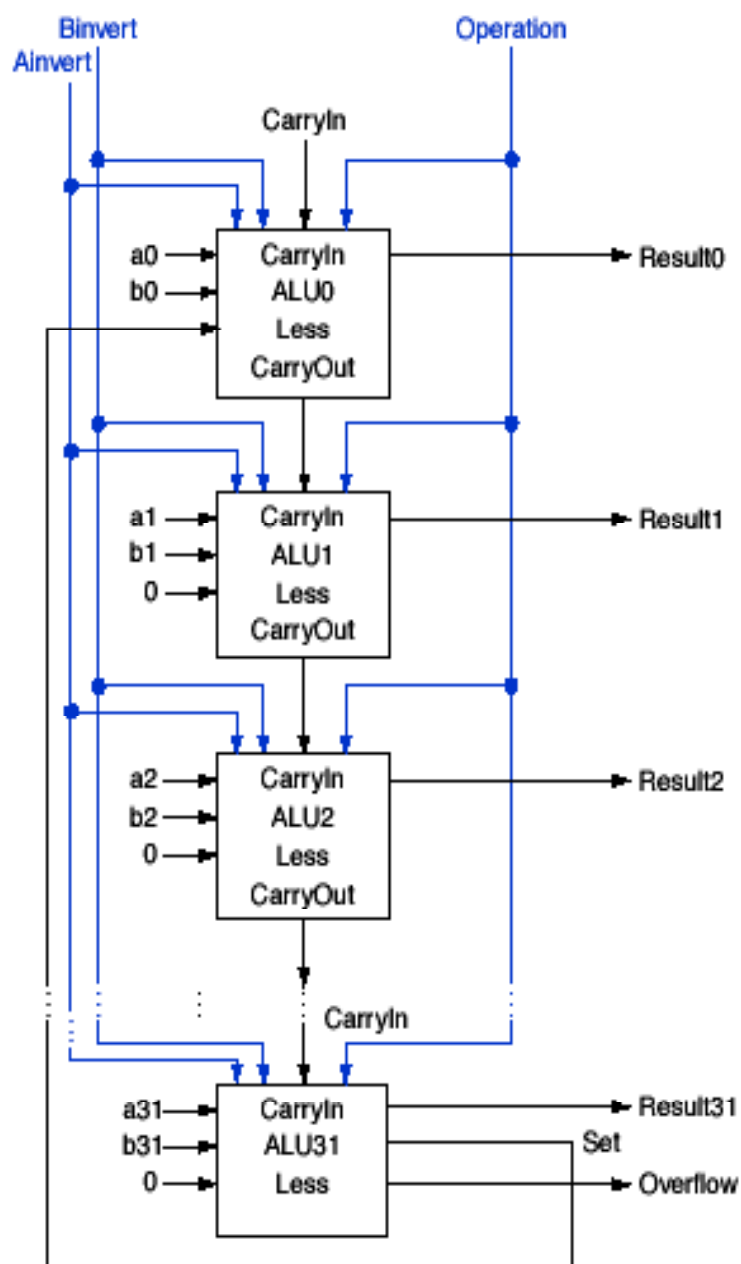 Binvert
Operation
Ainvert
CarryIn
a0
CarryIn
Result0
b0
ALU0
Less
CarryOut
a1
CarryIn
Result1
b1
ALU1
0
Less
CarryOut
a2
CarryIn
Result2
b2
ALU2
0
Less
CarryOut
CarryIn
a31
CarryIn
Result31
b31
ALU31
Set
0
Less
Overflow